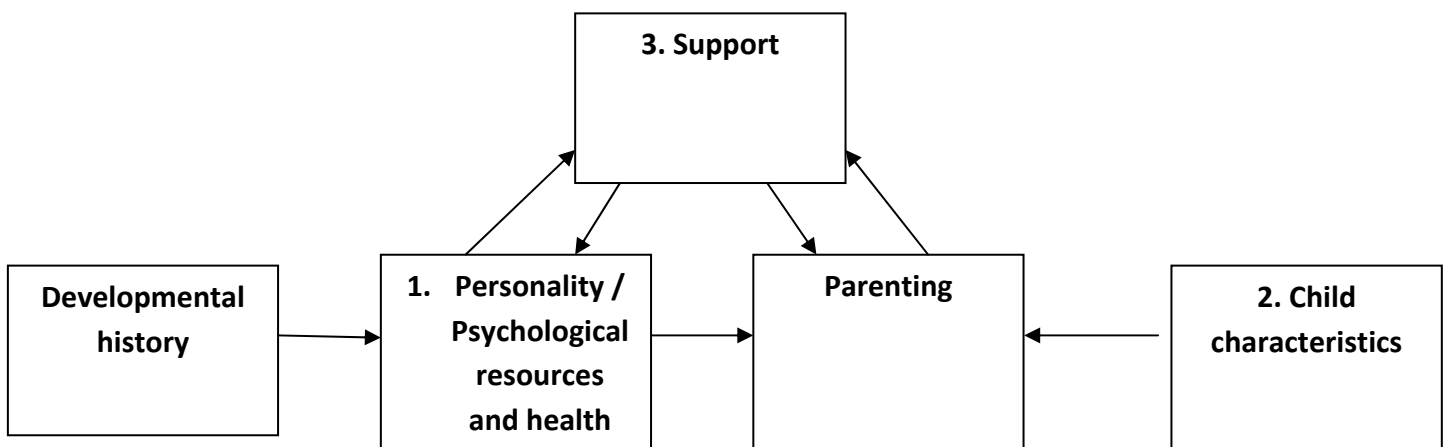 3. Support
Developmental
history
1. Personality /
Psychological
resources
and health
Parenting
2. Child
characteristics